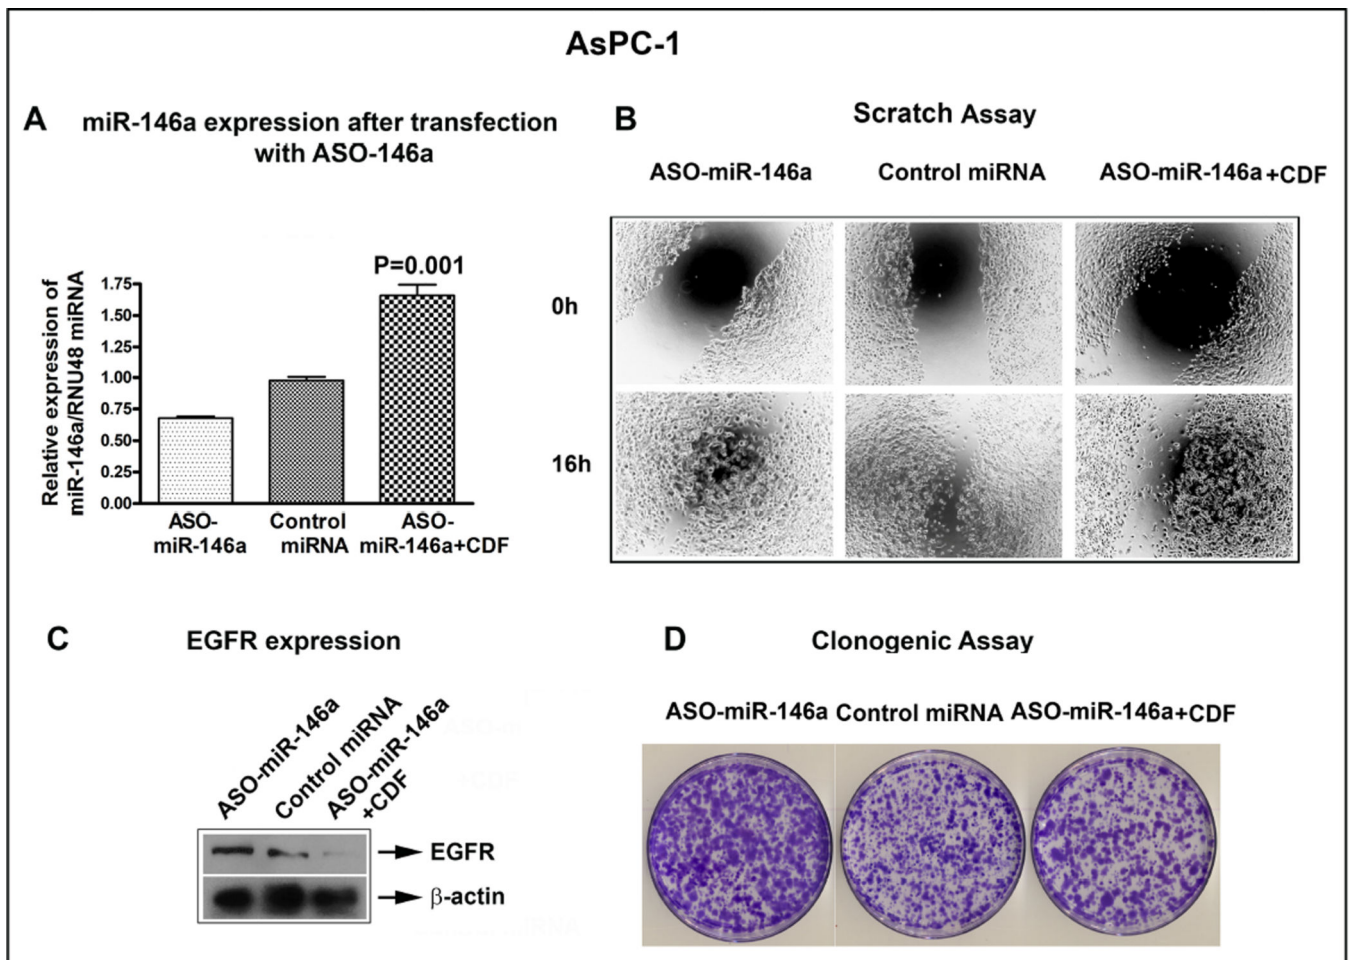 AsPC-1
A
miR-146a expression after transfection
with ASO-146a
Relative expression of
miR-146a/RNU48 miRNA
P=0.001
1.75
1.50
1.25
1.00
0.75
0.50
0.25
0.00
ASO-
miR-146a
Control
miRNA
ASO-
miR-146a+CDF
B
Scratch Assay
ASO-miR-146a
Control miRNA
ASO-miR-146a+CDF
0h
16h
C
EGFR expression
ASO-miR-146a
Control miRNA
ASO-miR-146a
+CDF
EGFR
β-actin
D
Clonogenic Assay
ASO-miR-146a Control miRNA ASO-miR-146a+CDF